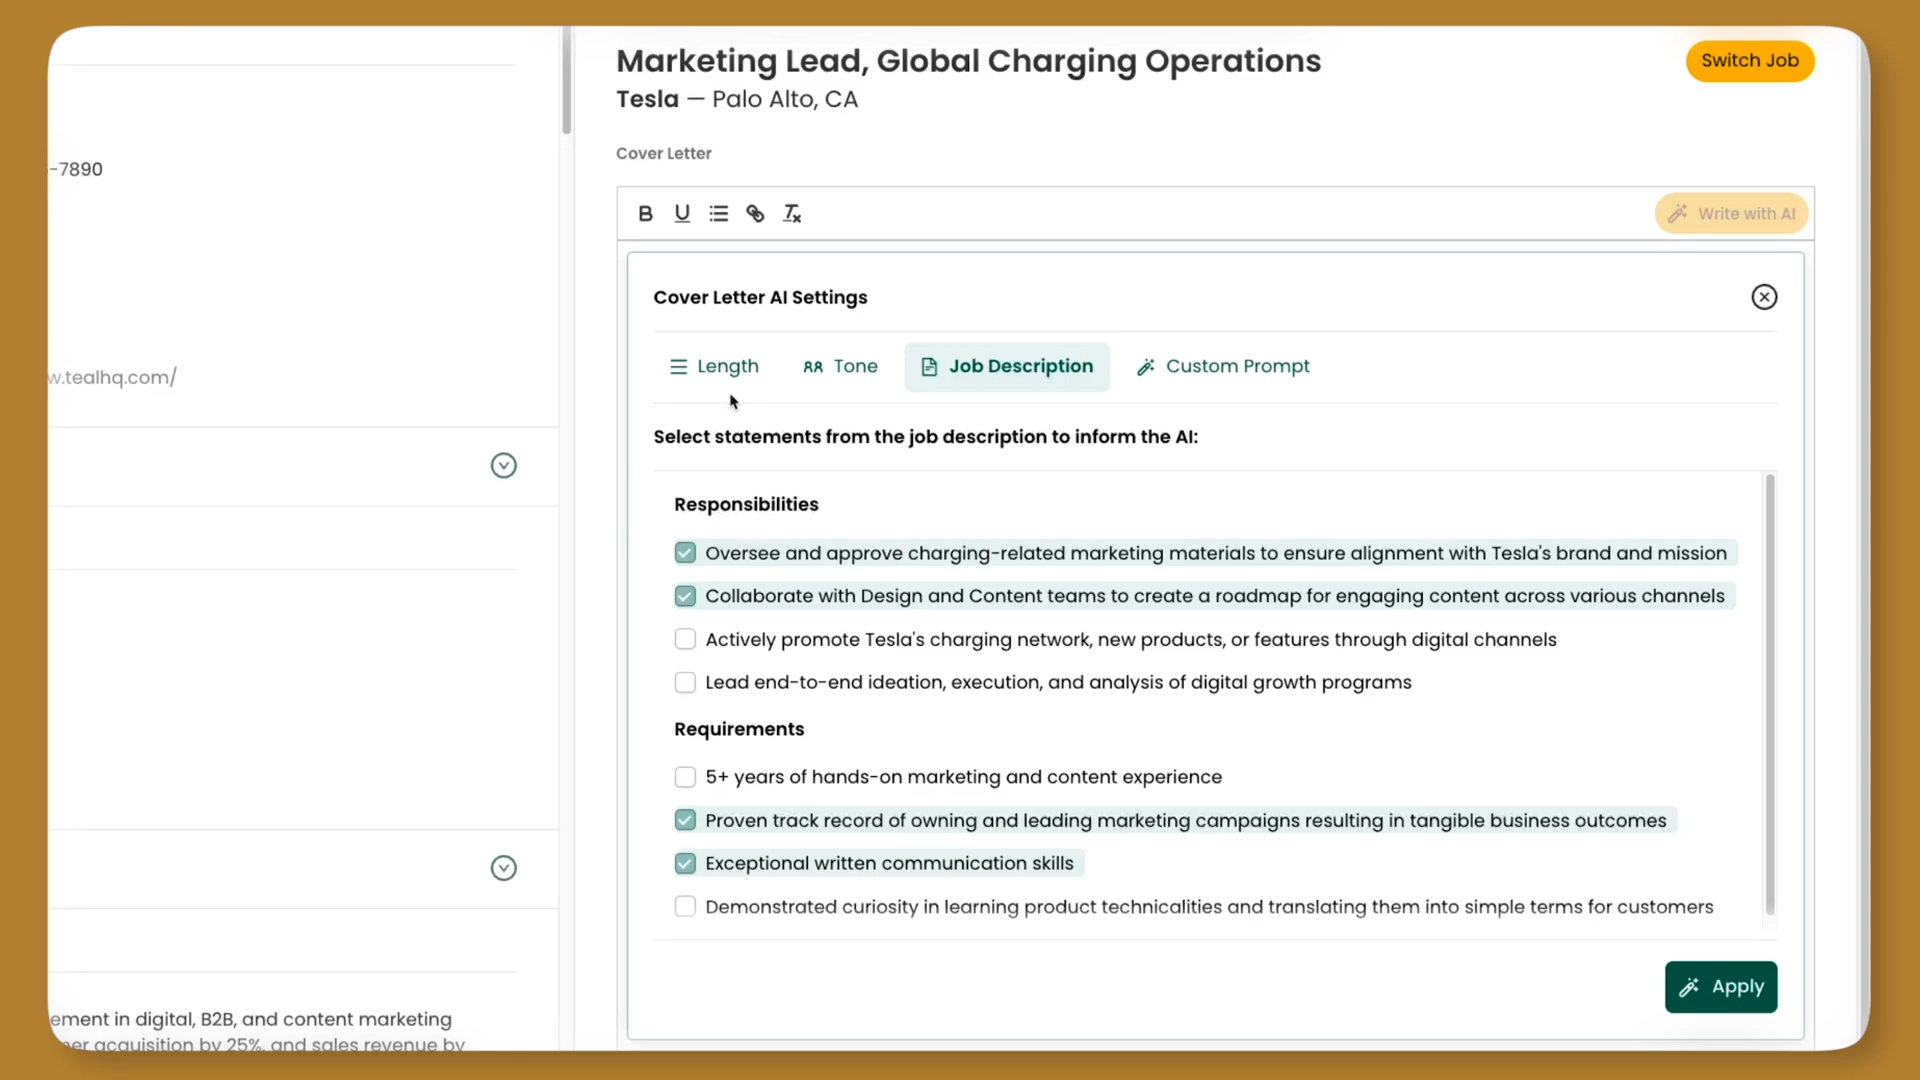 Marketing Lead, Global Charging Operations
Switch Job
Tesla — Palo Alto, CA
Cover Letter
-7890
B U
Write with AI
Cover Letter AI Settings
Length Tone Job Description Custom Prompt
w.tealhq.com/
Select statements from the job description to inform the AI:
Responsibilities
Oversee and approve charging-related marketing materials to ensure alignment with Tesla's brand and mission
Collaborate with Design and Content teams to create a roadmap for engaging content across various channels
Actively promote Tesla's charging network, new products, or features through digital channels
Lead end-to-end ideation, execution, and analysis of digital growth programs
Requirements
5+ years of hands-on marketing and content experience
Proven track record of owning and leading marketing campaigns resulting in tangible business outcomes
Exceptional written communication skills
Demonstrated curiosity in learning product technicalities and translating them into simple terms for customers
Apply
ement in digital, B2B, and content marketing
er acquisition by 25%, and sales revenue by